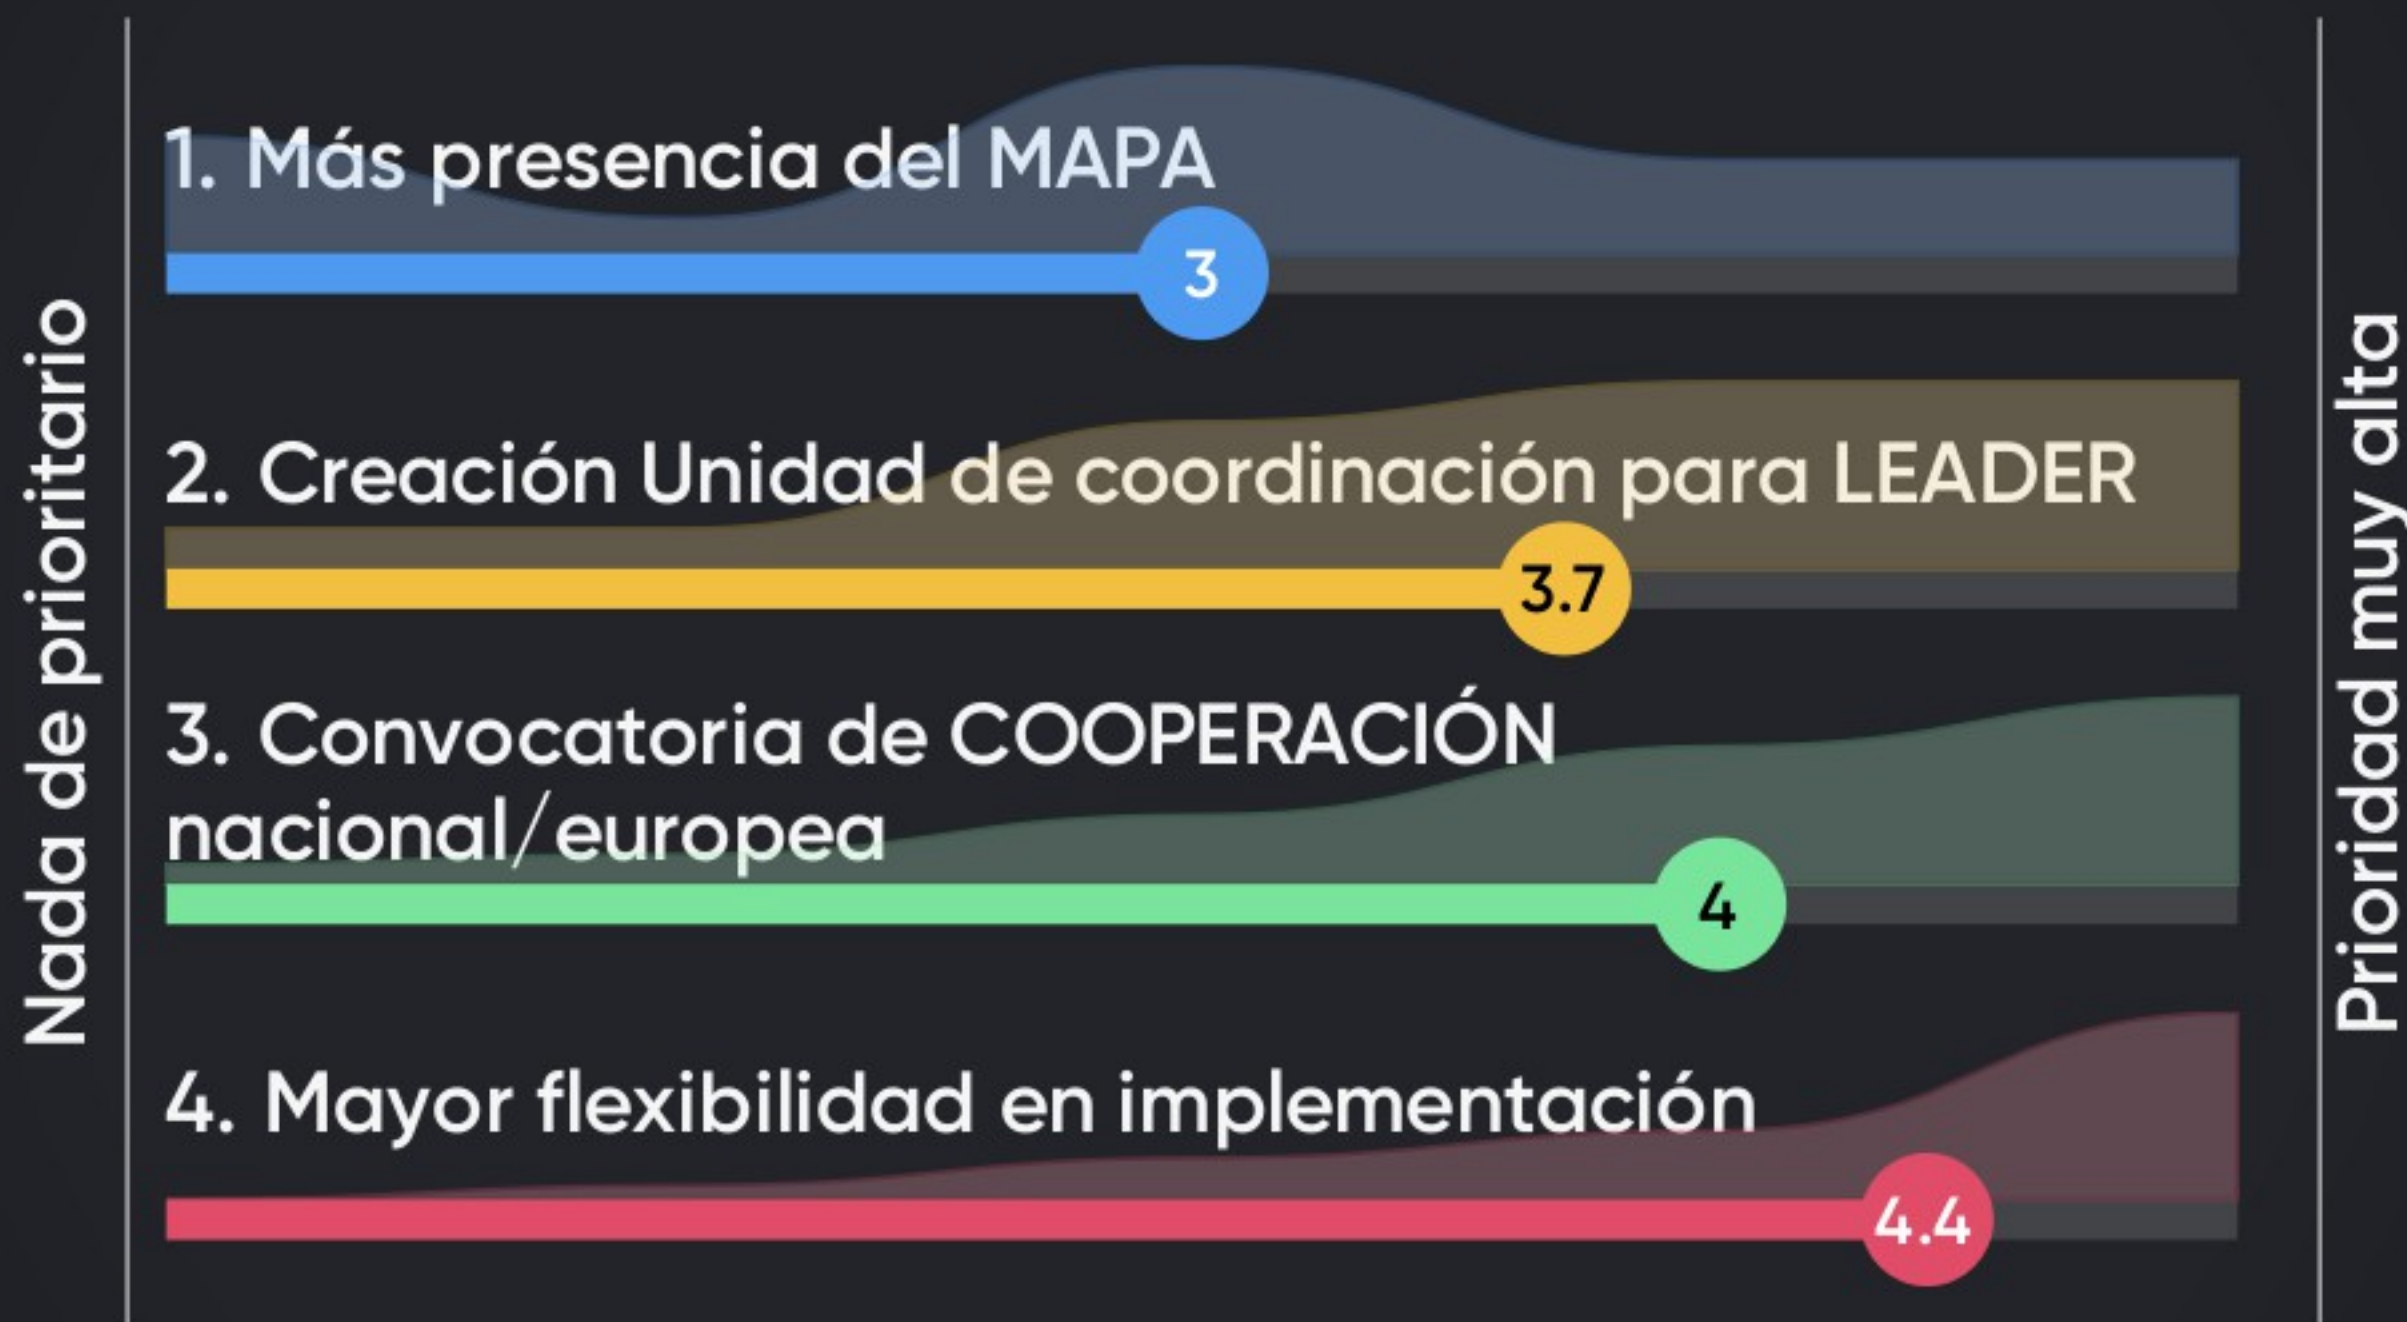 Nada de prioritario
1. Más presencia del MAPA
3
2. Creación Unidad de coordinación para LEADER
3.7
3. Convocatoria de COOPERACIÓN
nacional/europea
4
4. Mayor flexibilidad en implementación
4.4
Prioridad muy alta